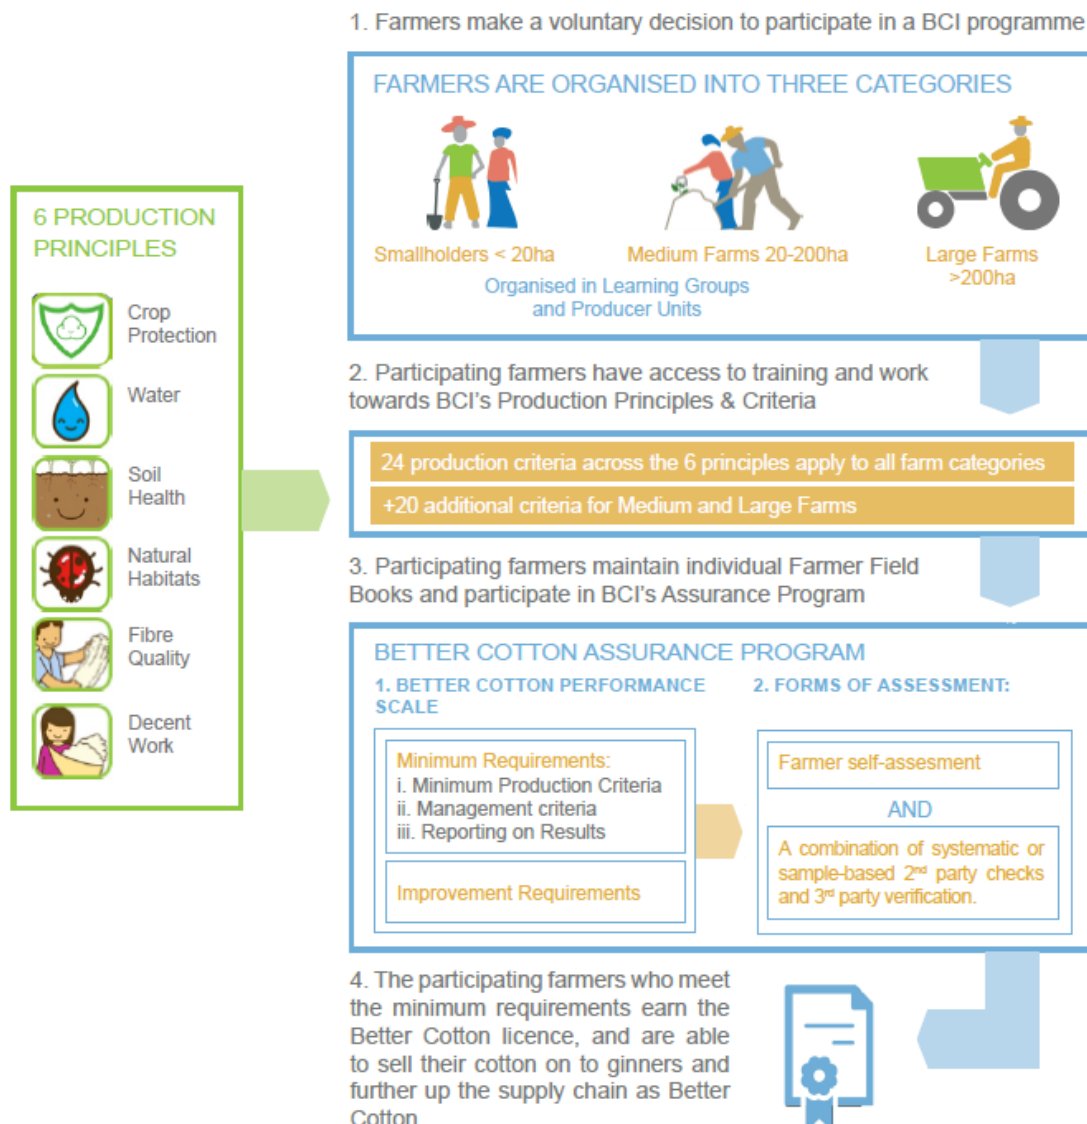 1. Farmers make a voluntary decision to participate in a BCI programme
FARMERS ARE ORGANISED INTO THREE CATEGORIES
Smallholders < 20ha
Medium Farms 20-200ha
Large Farms
>200ha
Organised in Learning Groups
and Producer Units
6 PRODUCTION
PRINCIPLES
Crop
Protection
Water
Soil
Health
Natural
Habitats
Fibre
Quality
Decent
Work
2. Participating farmers have access to training and work
towards BCI's Production Principles & Criteria
24 production criteria across the 6 principles apply to all farm categories
+20 additional criteria for Medium and Large Farms
3. Participating farmers maintain individual Farmer Field
Books and participate in BCI's Assurance Program
BETTER COTTON ASSURANCE PROGRAM
1. BETTER COTTON PERFORMANCE
SCALE
Minimum Requirements:
i. Minimum Production Criteria
ii. Management criteria
iii. Reporting on Results
Improvement Requirements
2. FORMS OF ASSESSMENT:
Farmer self-assesment
AND
A combination of systematic or
sample-based 2nd party checks
and 3rd party verification.
4. The participating farmers who meet
the minimum requirements earn the
Better Cotton licence, and are able
to sell their cotton on to ginners and
further up the supply chain as Better
Cotton